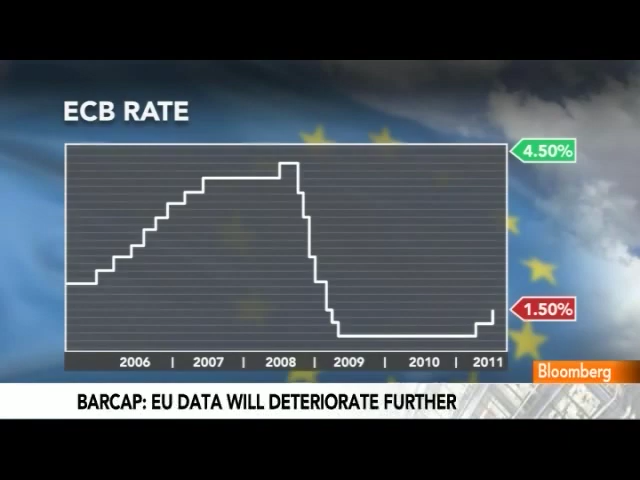 ECB RATE
4.50%
1.50%
2006 | 2007 | 2008 | 2009 | 2010 | 2011
Bloomberg
BARCAP: EU DATA WILL DETERIORATE FURTHER